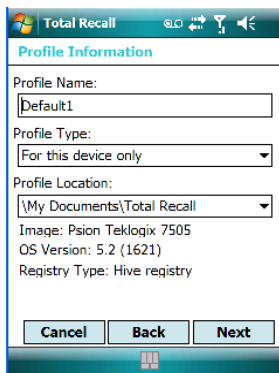 Total Recall
Profile Information
Profile Name:
Default1
Profile Type:
For this device only
Profile Location:
\My Documents\Total Recall
Image: Psion Teklogix 7505
OS Version: 5.2 (1621)
Registry Type: Hive registry
Cancel Back Next